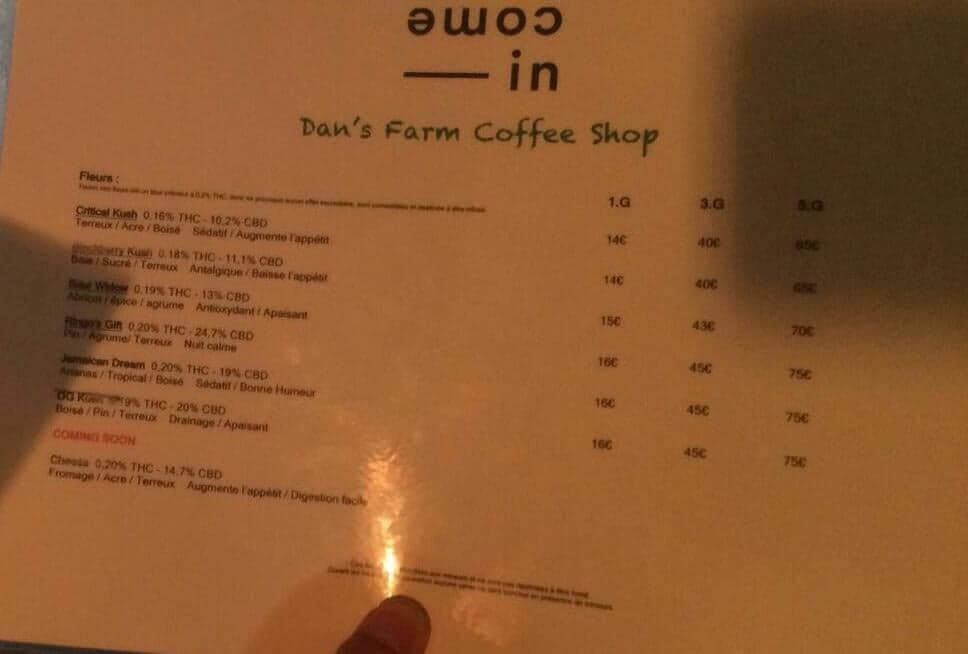 come
in
Dan's Farm Coffee Shop
Fleurs : 1.G 3.G 5.G
Critical Kush 0,16% THC - 10,2% CBD
Terreux / Acre / Boisé Sédatif / Augmente l'appétit 14€ 40€ 65€
Kush 0,18% THC - 11,1% CBD
Baie / Sucré / Terreux Antalgique / Baisse l'appétit 14€ 40€ 65€
Widow 0,19% THC - 13% CBD
Abricot / épice / agrume Antioxydant / Apaisant 15€ 43€ 70€
Ringo's Gift 0,20% THC - 24,7% CBD
Pin / Agrume/ Terreux Nuit calme 16€ 45€ 75€
Jamaican Dream 0,20% THC - 19% CBD
Ananas / Tropical / Boisé Sédatif / Bonne Humeur 16€ 45€ 75€
OG Kush THC - 20% CBD
Boisé / Pin / Terreux Drainage / Apaisant 16€ 45€ 75€
COMING SOON
Cheese 0,20% THC - 14,7% CBD
Fromage / Acre / Terreux Augmente l'appétit / Digestion facile